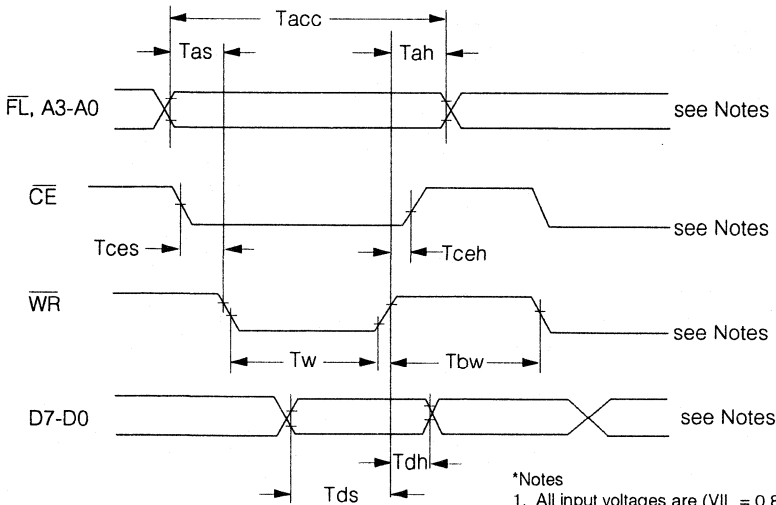 Tacc
Tas
Tah
FL, A3-A0
see Notes
CE
see Notes
Tces
Tceh
WR
see Notes
Tw
Tbw
D7-D0
see Notes
Tdh
Tds
*Notes
1. All input voltages are (VIL = 0.8